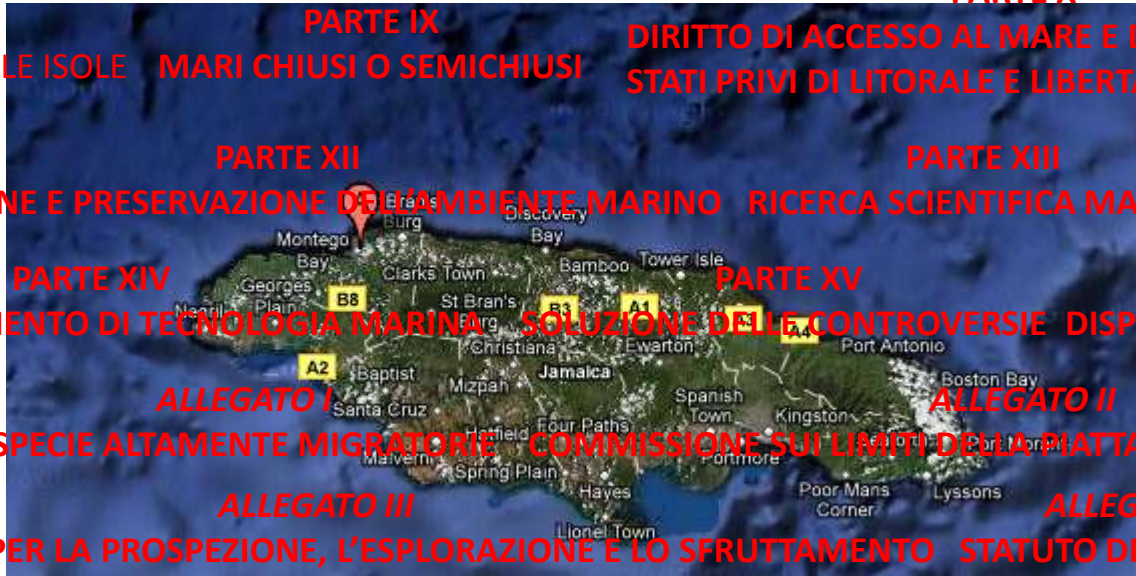 PARTE IX
LE ISOLE MARI CHIUSI O SEMICHIUSI
DIRITTO DI ACCESSO AL MARE E
STATI PRIVI DI LITORALE E
PARTE XII
PARTE XIII
E PRESERVAZIONE DELL'AMBIENTE MARINO RICERCA SCIENTIFICA
Burg
Discovery
Bay
Montego
Bay
Clarks Town
Bamboo
Tower Isle
PARTE XIV
PARTE XV
Georges
Plain
B8
St Bran's
B3
A1
DI TECNOLOGIA MARINA SOLUZIONE DELLE CONTROVERSIE
A3
A4
Christiana
Ewarton
Port Antonio
A2
Baptist
Mizpah
Jamaica
Boston Bay
ALLEGATO I
ALLEGATO II
Santa Cruz
Spanish
Town
Kingston
Four Paths
SPECIE ALTAMENTE MIGRATORIE COMMISSIONE SUI LIMITI DELLA
Spring Plain
Portmore
Hayes
Poor Mans
Corner
Lyssons
ALLEGATO III
Lionel Town
PER LA PROSPEZIONE, L'ESPLORAZIONE E LO SFRUTTAMENTO STATUTO